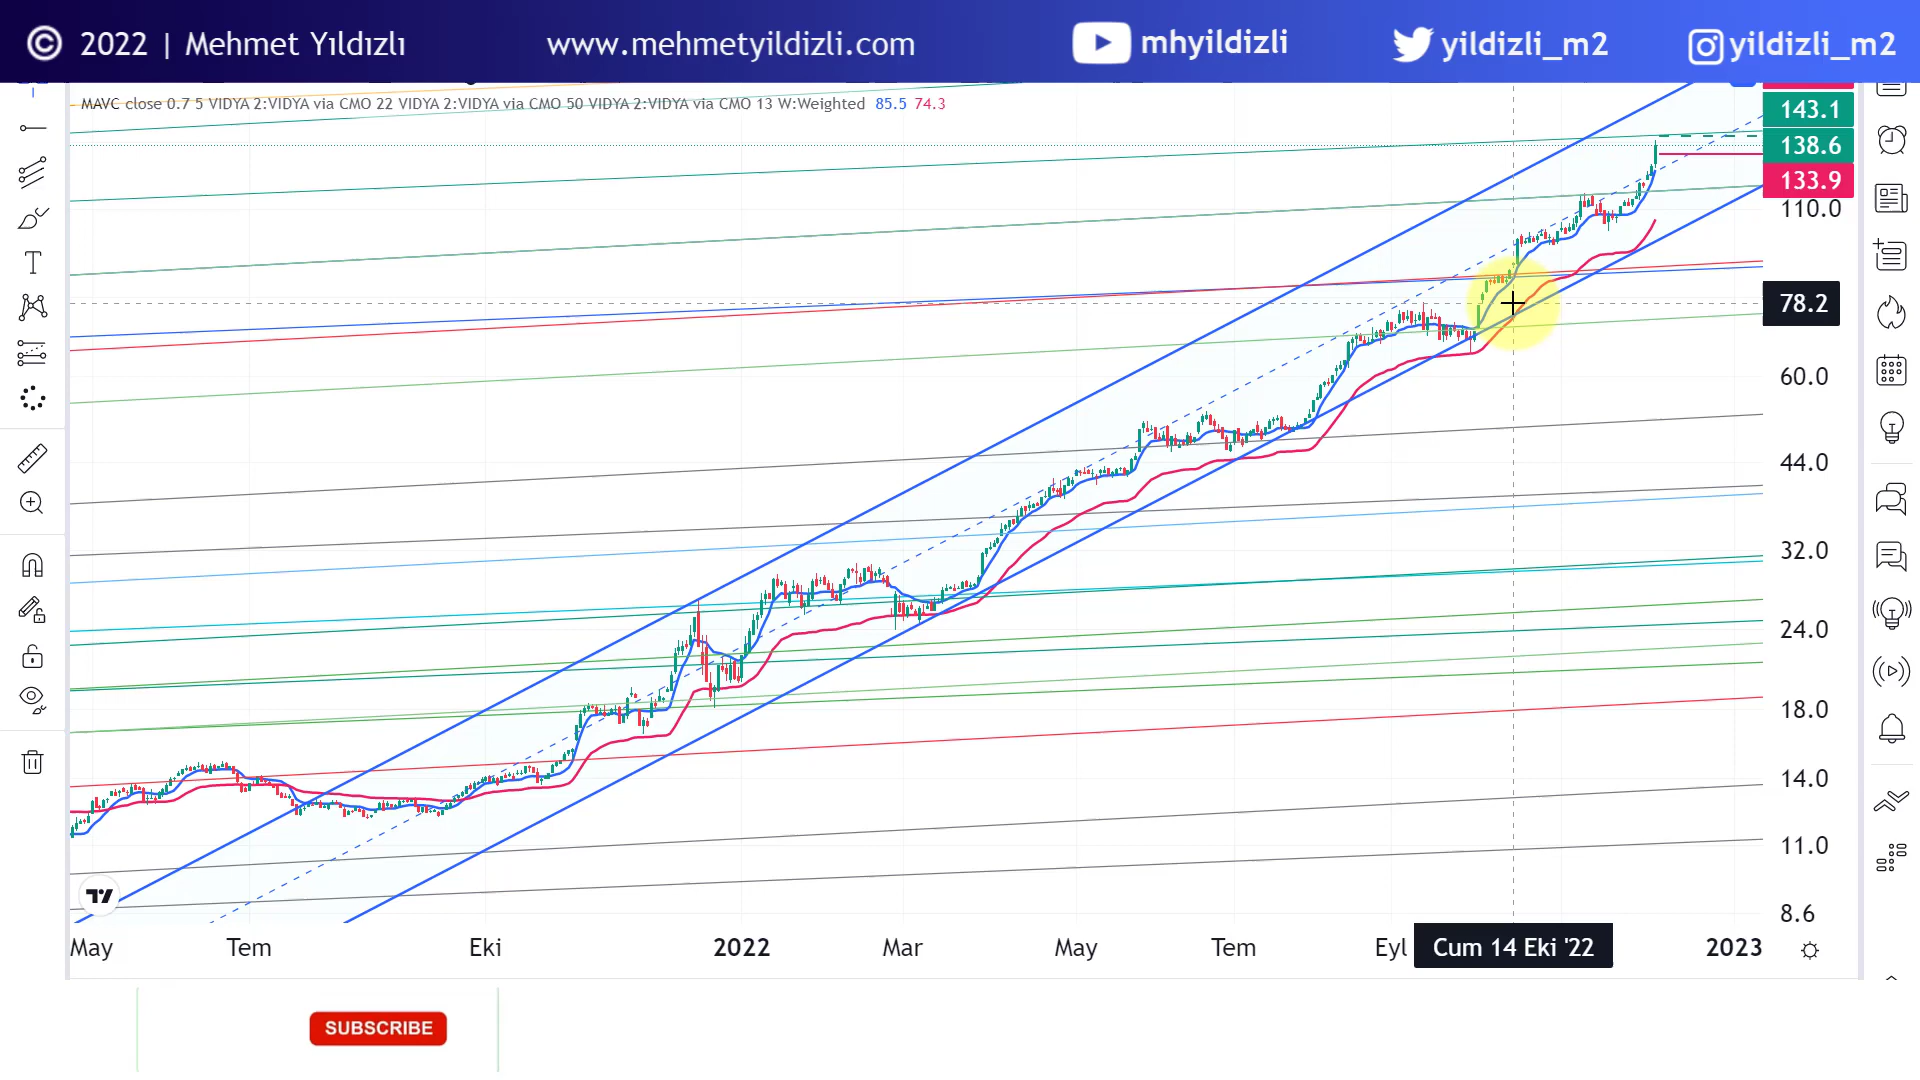 © 2022 | Mehmet Yıldızlı
www.mehmetyildizli.com
mhyildizli
yildizli_m2
yildizli_m2
MAVC close 0.7 5 VIDYA 2:VIDYA via CMO 22 VIDYA 2:VIDYA via CMO 50 VIDYA 2:VIDYA via CMO 13 W:Weighted 85.5 74.3
143.1
138.6
133.9
110.0
78.2
60.0
44.0
32.0
24.0
18.0
14.0
11.0
8.6
May Tem Eki 2022 Mar May Tem Eyl Cum 14 Eki '22 2023
SUBSCRIBE